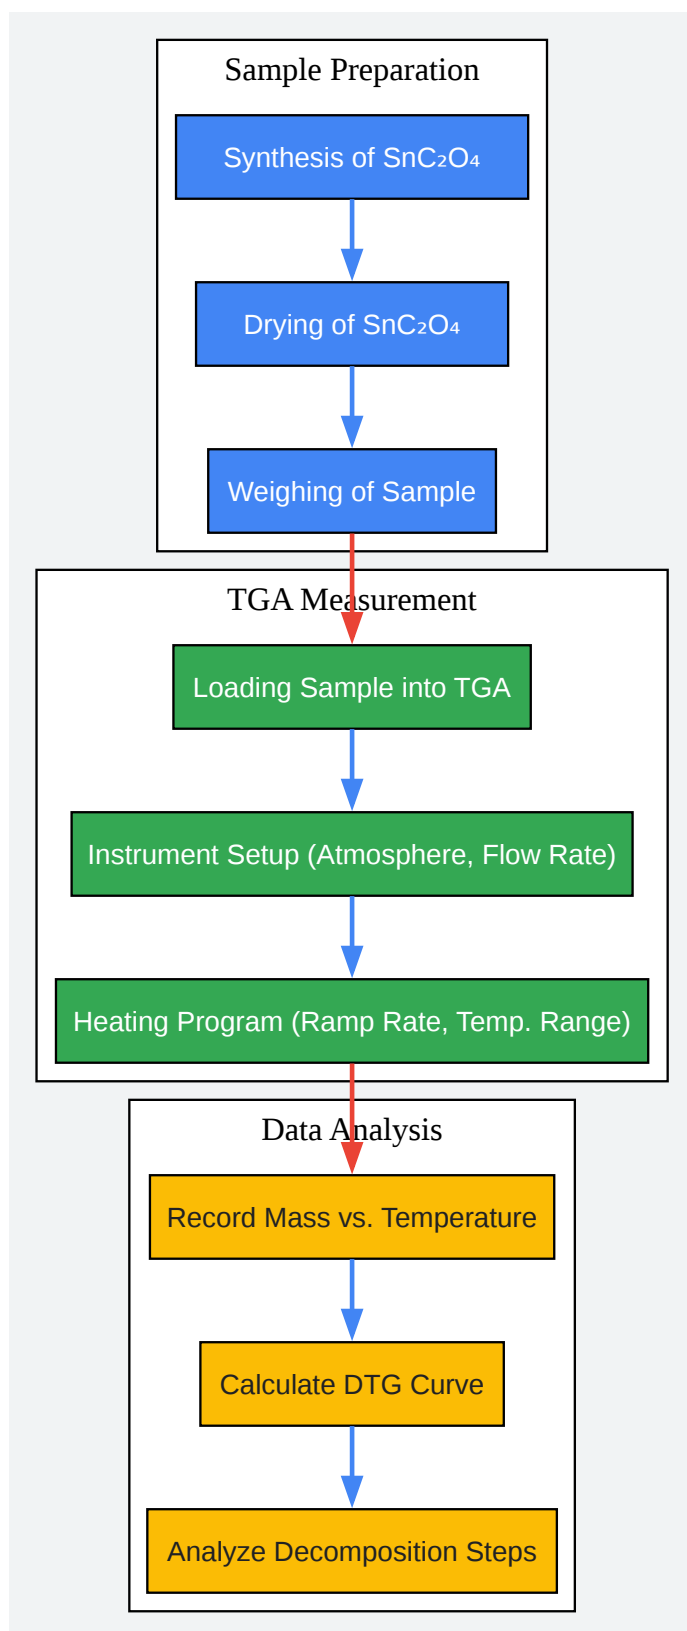 Sample Preparation
Synthesis of SnC₂O₄
Drying of SnC₂O₄
Weighing of Sample
TGA Measurement
Loading Sample into TGA
Instrument Setup (Atmosphere, Flow Rate)
Heating Program (Ramp Rate, Temp. Range)
Data Analysis
Record Mass vs. Temperature
Calculate DTG Curve
Analyze Decomposition Steps